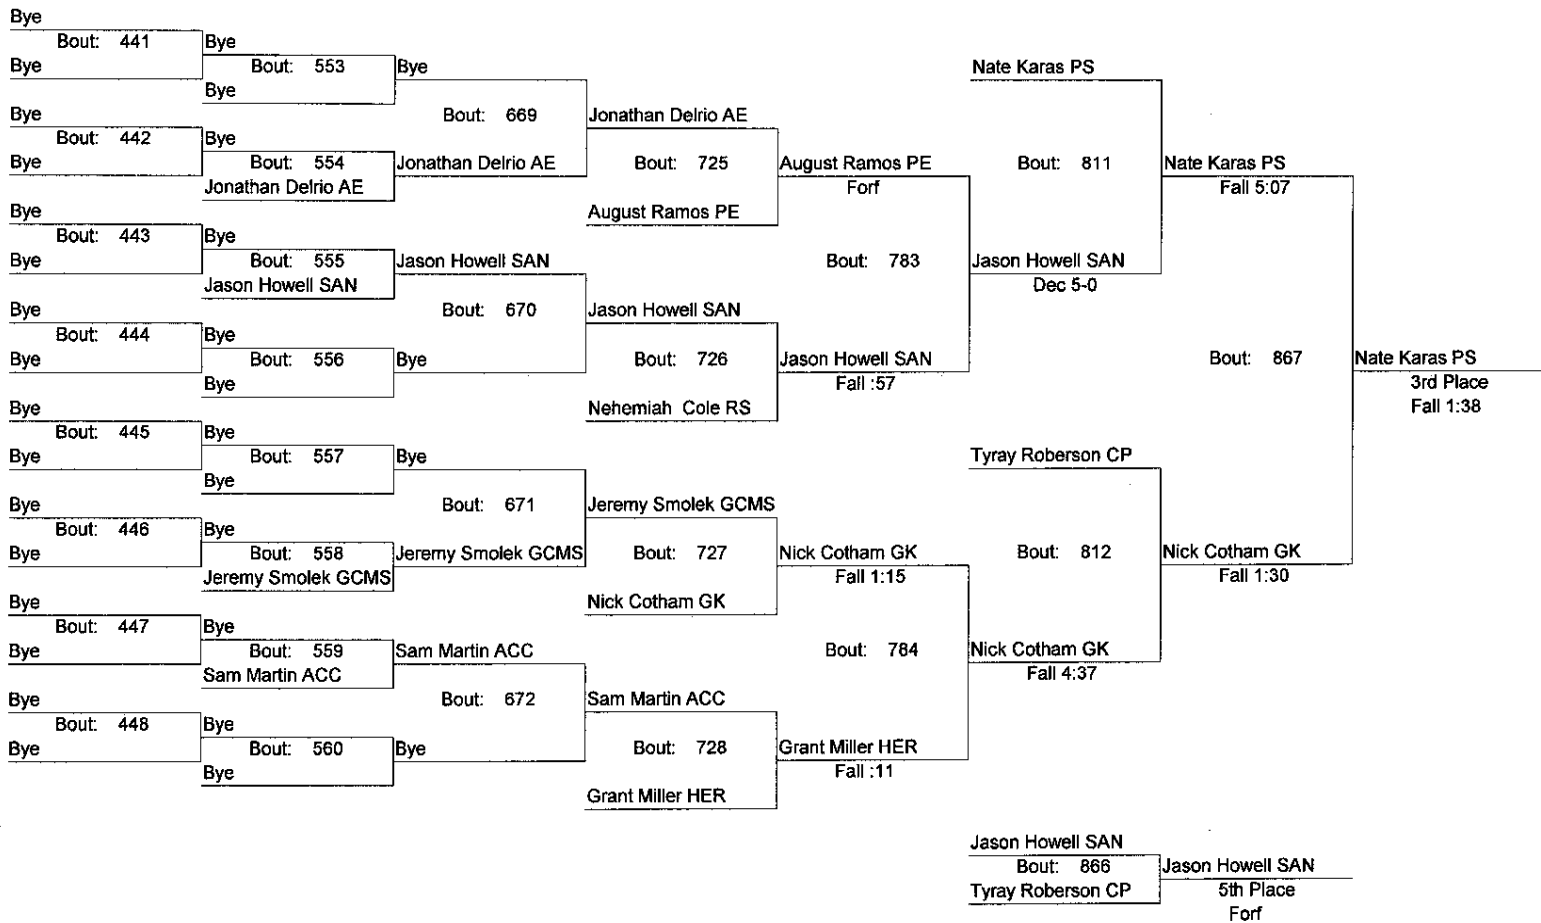 Bye
Bout: 441 Bye
Bye Bout: 553 Bye Nate Karas PS
Bye
Bye Bout: 669 Jonathan Delrio AE
Bout: 442 Bye
Bye Bout: 554 Jonathan Delrio AE Bout: 725 August Ramos PE Bout: 811 Nate Karas PS
Jonathan Delrio AE Forf Fall 5:07
Bye August Ramos PE
Bout: 443 Bye
Bye Bout: 555 Jason Howell SAN Bout: 783 Jason Howell SAN
Jason Howell SAN Dec 5-0
Bye Bout: 670 Jason Howell SAN
Bout: 444 Bye
Bye Bout: 556 Bye Bout: 726 Jason Howell SAN Bout: 867 Nate Karas PS
Bye Fall :57 3rd Place
Bye Nehemiah Cole RS Fall 1:38
Bout: 445 Bye
Bye Bout: 557 Bye Tyray Roberson CP
Bye
Bye Bout: 671 Jeremy Smolek GCMS
Bout: 446 Bye
Bye Bout: 558 Jeremy Smolek GCMS Bout: 727 Nick Cotham GK Bout: 812 Nick Cotham GK
Jeremy Smolek GCMS Fall 1:15 Fall 1:30
Bye Nick Cotham GK
Bout: 447 Bye
Bye Bout: 559 Sam Martin ACC Bout: 784 Nick Cotham GK
Sam Martin ACC Fall 4:37
Bye Bout: 672 Sam Martin ACC
Bout: 448 Bye
Bye Bout: 560 Bye Bout: 728 Grant Miller HER
Bye Fall :11
Grant Miller HER
Jason Howell SAN
Bout: 866 Jason Howell SAN
Tyray Roberson CP 5th Place
Forf